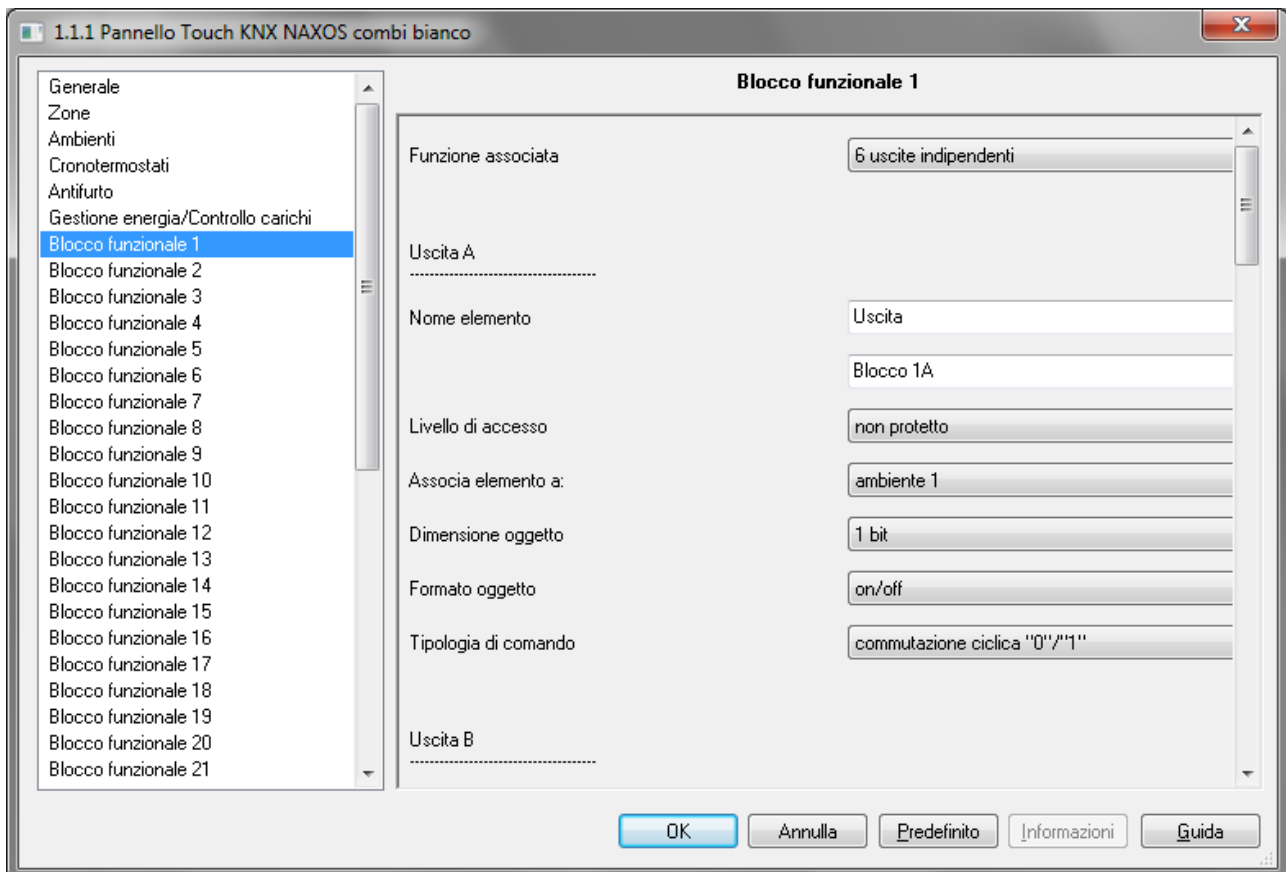 1.1.1 Pannello Touch KNX NAXOS combi bianco
Generale
Zone
Ambienti
Cronotermostati
Antifurto
Gestione energia/Controllo carichi
Blocco funzionale 1
Blocco funzionale 2
Blocco funzionale 3
Blocco funzionale 4
Blocco funzionale 5
Blocco funzionale 6
Blocco funzionale 7
Blocco funzionale 8
Blocco funzionale 9
Blocco funzionale 10
Blocco funzionale 11
Blocco funzionale 12
Blocco funzionale 13
Blocco funzionale 14
Blocco funzionale 15
Blocco funzionale 16
Blocco funzionale 17
Blocco funzionale 18
Blocco funzionale 19
Blocco funzionale 20
Blocco funzionale 21
Blocco funzionale 1
Funzione associata 6 uscite indipendenti
Uscita A
------------------------------------
Nome elemento Uscita
Blocco 1A
Livello di accesso non protetto
Associa elemento a: ambiente 1
Dimensione oggetto 1 bit
Formato oggetto on/off
Tipologia di comando commutazione ciclica "0"/"1"
Uscita B
------------------------------------
OK Annulla Predefinito Informazioni Guida